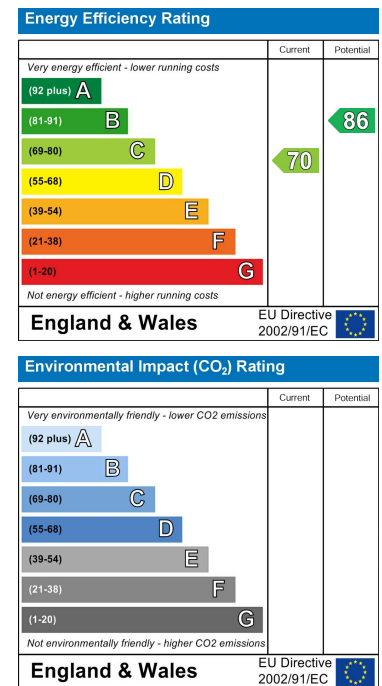 Energy Efficiency Rating
Current Potential
Very energy efficient - lower running costs
(92 plus) A
(81-91) B
86
(69-80) C
70
(55-68) D
(39-54) E
(21-38) F
(1-20) G
Not energy efficient - higher running costs
England & Wales
EU Directive
2002/91/EC
Environmental Impact (CO₂) Rating
Current Potential
Very environmentally friendly - lower CO2 emissions
(92 plus) A
(81-91) B
(69-80) C
(55-68) D
(39-54) E
(21-38) F
(1-20) G
Not environmentally friendly - higher CO2 emissions
England & Wales
EU Directive
2002/91/EC